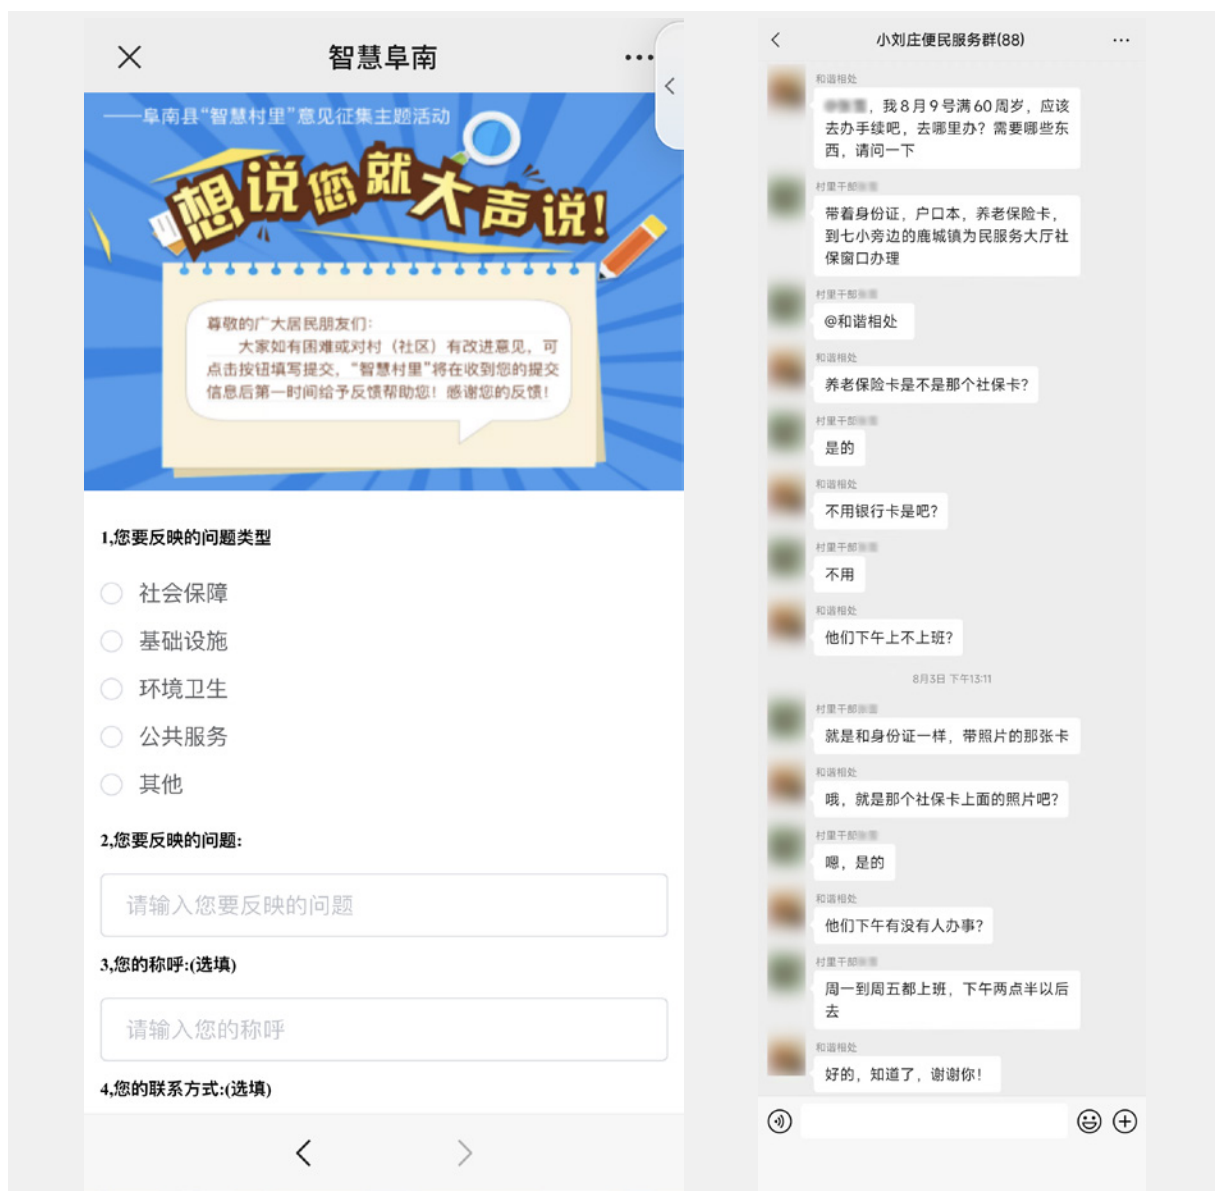 智慧阜南
——阜南县“智慧村里”意见征集主题活动
想说您就大声说!
尊敬的广大居民朋友们:
大家如有困难或对村（社区）有改进意见，可
点击按钮填写提交，“智慧村里”将在收到您的提交
信息后第一时间给予反馈帮助您！感谢您的反馈！
1,您要反映的问题类型
社会保障
基础设施
环境卫生
公共服务
其他
2,您要反映的问题:
请输入您要反映的问题
3,您的称呼:(选填)
请输入您的称呼
4,您的联系方式:(选填)
小刘庄便民服务群(88)
和谐相处
，我8月9号满60周岁，应该
去办手续吧，去哪里办？需要哪些东
西，请问一下
村里干部
带着身份证，户口本，养老保险卡，
到七小旁边的鹿城镇为民服务大厅社
保窗口办理
村里干部
@和谐相处
和谐相处
养老保险卡是不是那个社保卡？
村里干部
是的
和谐相处
不用银行卡是吧？
村里干部
不用
和谐相处
他们下午上不上班？
8月3日 下午13:11
村里干部
就是和身份证一样，带照片的那张卡
和谐相处
哦，就是那个社保卡上面的照片吧？
村里干部
嗯，是的
和谐相处
他们下午有没有人办事？
村里干部
周一到周五都上班，下午两点半以后
去
和谐相处
好的，知道了，谢谢你！